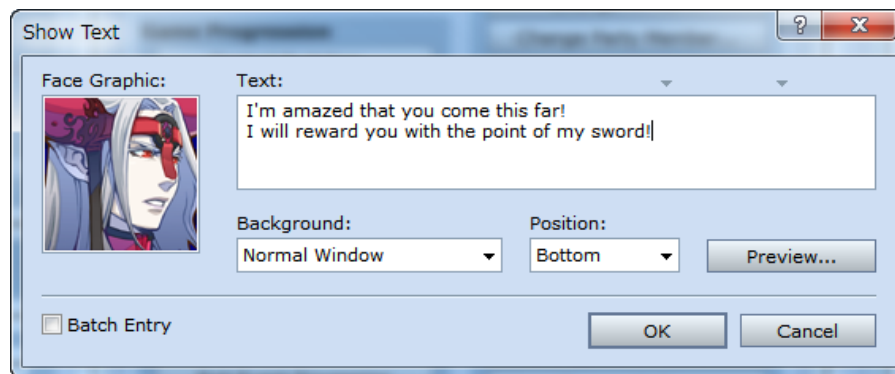 Show Text
Face Graphic:
Text:
I'm amazed that you come this far!
I will reward you with the point of my sword!
Background:
Position:
Normal Window
Bottom
Preview...
Batch Entry
OK
Cancel